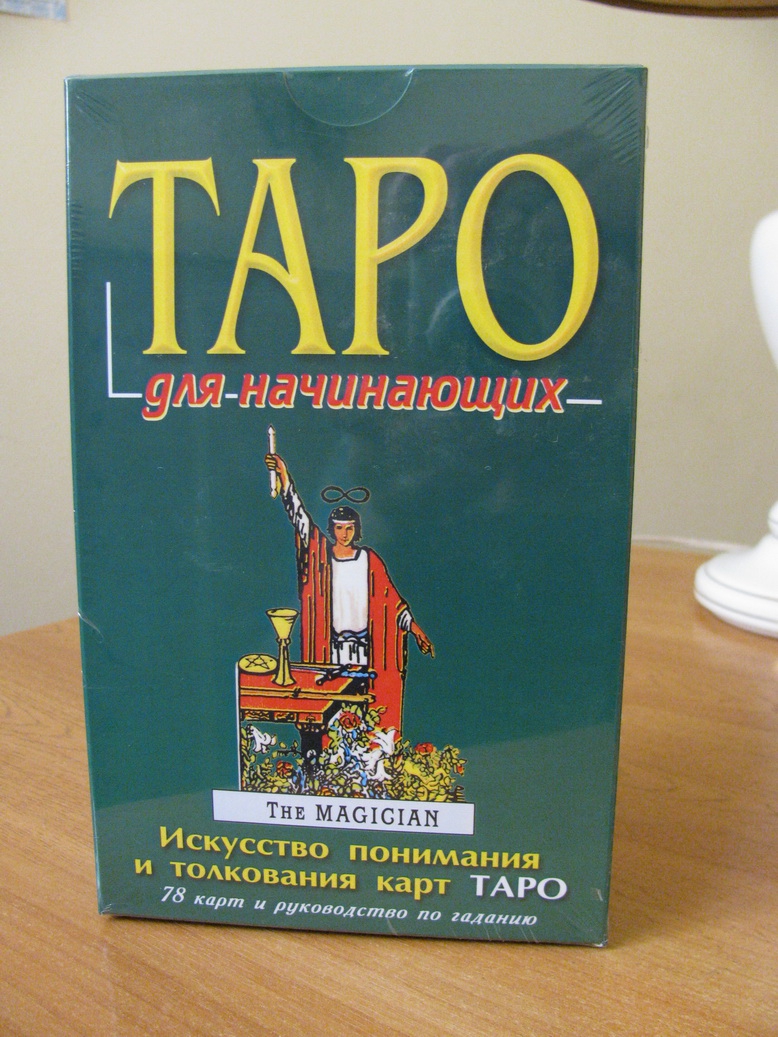 ТАРО
для начинающих
The MAGICIAN
Искусство понимания
и толкования карт ТАРО
78 карт и руководство по гаданию